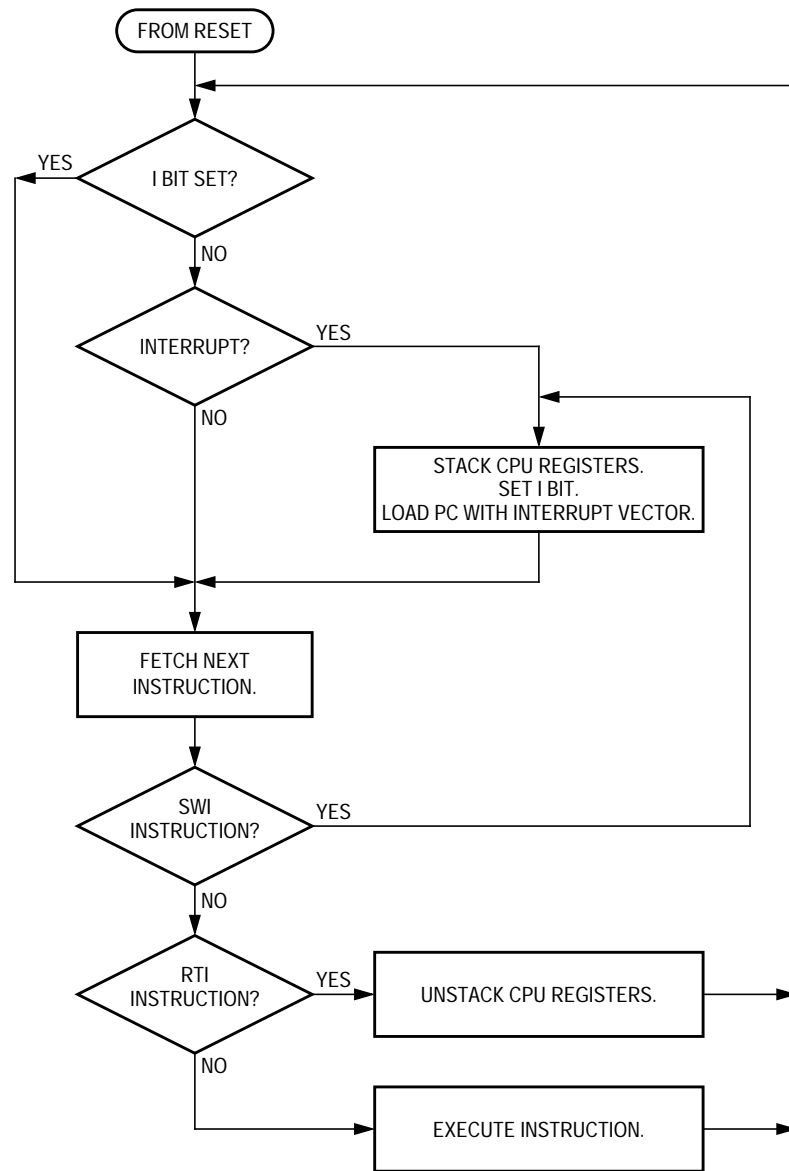 FROM RESET
YES
I BIT SET?
NO
INTERRUPT?
YES
NO
STACK CPU REGISTERS.
SET I BIT.
LOAD PC WITH INTERRUPT VECTOR.
FETCH NEXT
INSTRUCTION.
SWI
INSTRUCTION?
YES
NO
RTI
INSTRUCTION?
YES
UNSTACK CPU REGISTERS.
NO
EXECUTE INSTRUCTION.